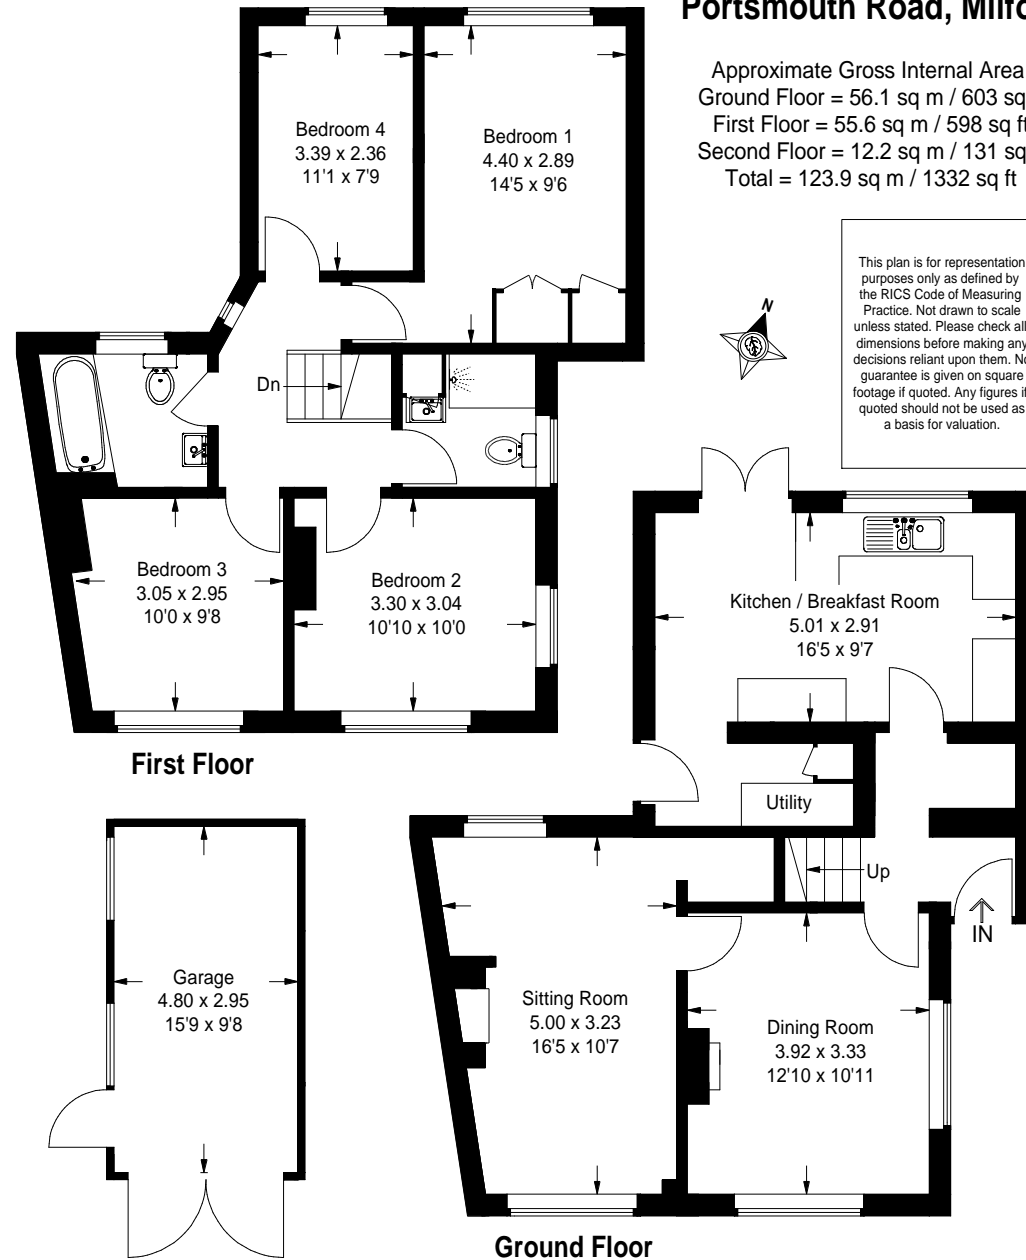 Portsmouth Road, Milfo
Approximate Gross Internal Area
Ground Floor = 56.1 sq m / 603 sq
First Floor = 55.6 sq m / 598 sq ft
Second Floor = 12.2 sq m / 131 sq
Total = 123.9 sq m / 1332 sq ft
Bedroom 4
3.39 x 2.36
11'1 x 7'9
Bedroom 1
4.40 x 2.89
14'5 x 9'6
This plan is for representation
purposes only as defined by
the RICS Code of Measuring
Practice. Not drawn to scale
unless stated. Please check all
dimensions before making any
decisions reliant upon them. No
guarantee is given on square
footage if quoted. Any figures if
quoted should not be used as
a basis for valuation.
N
Dn
Bedroom 3
3.05 x 2.95
10'0 x 9'8
Bedroom 2
3.30 x 3.04
10'10 x 10'0
First Floor
Kitchen / Breakfast Room
5.01 x 2.91
16'5 x 9'7
Utility
Up
IN
Garage
4.80 x 2.95
15'9 x 9'8
Sitting Room
5.00 x 3.23
16'5 x 10'7
Dining Room
3.92 x 3.33
12'10 x 10'11
Ground Floor